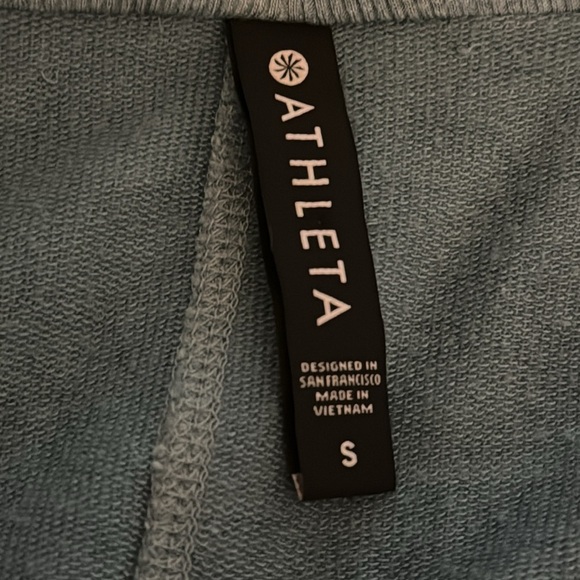 ATHLETA
DESIGNED IN
SAN FRANCISCO
MADE IN
VIETNAM
S